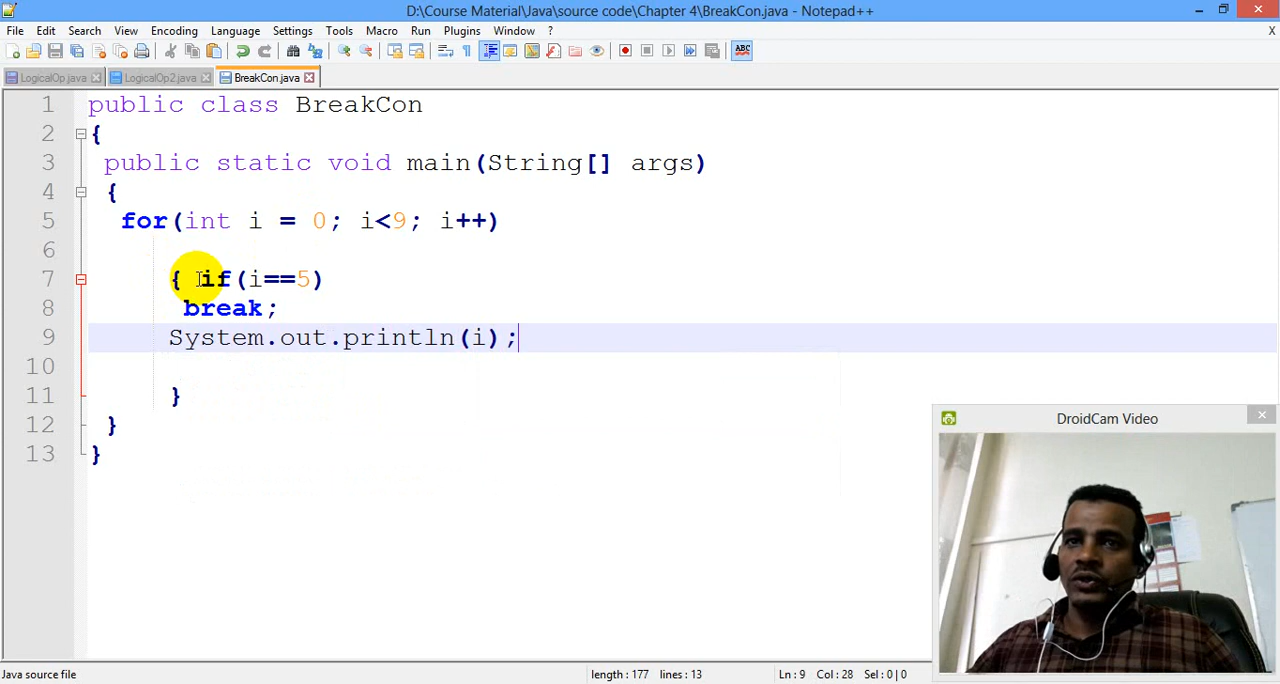 D:\Course Material\Java\source code\Chapter 4\BreakCon.java - Notepad++
File Edit Search View Encoding Language Settings Tools Macro Run Plugins Window ? X
ABC
LogicalOp.java LogicalOp2.java BreakCon.java
1 public class BreakCon
2 {
3 public static void main(String[] args)
4 {
5 for(int i = 0; i<9; i++)
6
7 { if(i==5)
8 break;
9 System.out.println(i);
10
11 }
12 }
13 }
DroidCam Video
Java source file length : 177 lines : 13 Ln : 9 Col : 28 Sel : 0 | 0